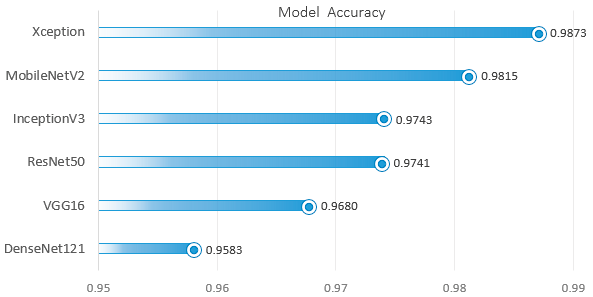 Model Accuracy
Xception 0.9873
MobileNetV2 0.9815
InceptionV3 0.9743
ResNet50 0.9741
VGG16 0.9680
DenseNet121 0.9583
0.95 0.96 0.97 0.98 0.99